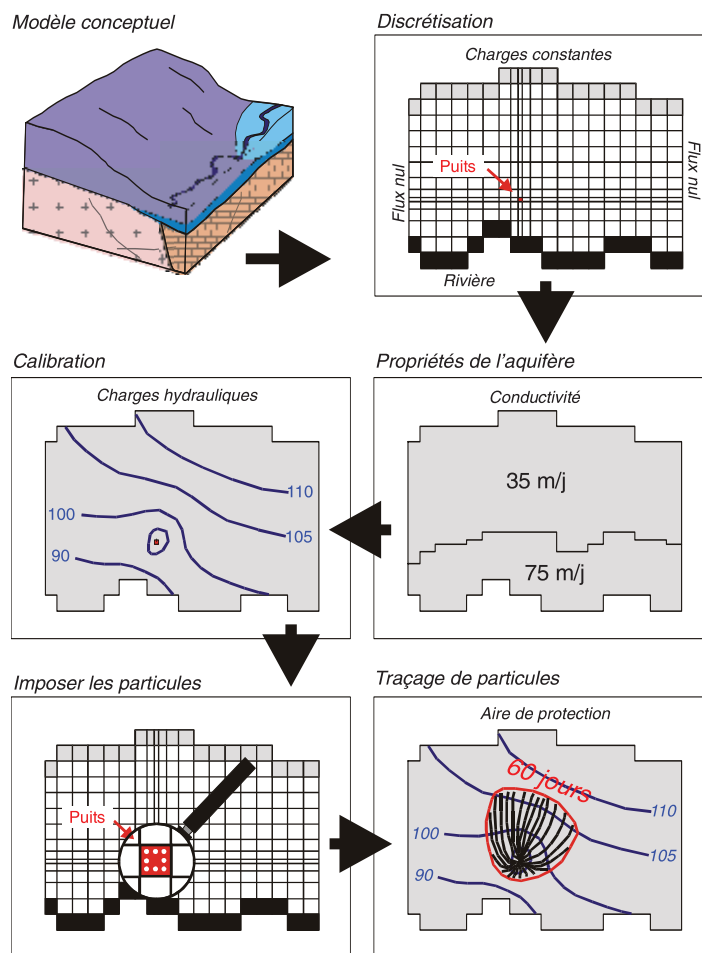 Modèle conceptuel
Discrétisation
Charges constantes
Puits
Flux nul
Flux nul
Rivière
Calibration
Propriétés de l'aquifère
Charges hydrauliques
110
100
105
90
Conductivité
35 m/j
75 m/j
Imposer les particules
Traçage de particules
Puits
Aire de protection
60 jours
110
100
105
90